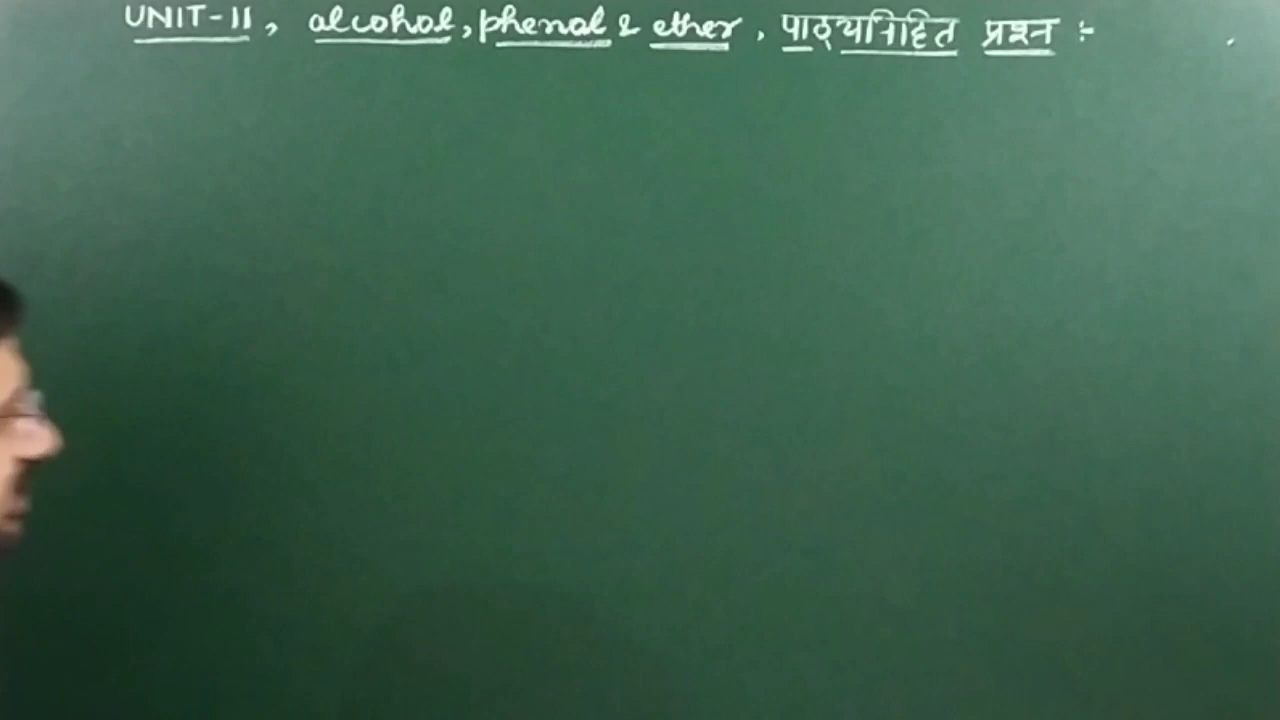 UNIT-11, alcohol, phenol & ether, पाठ्यनिहित प्रश्न :-